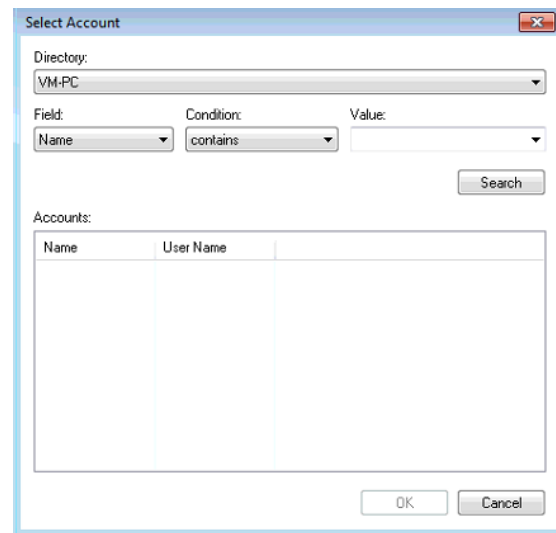 Select Account
Directory:
VM-PC
Field: Condition: Value:
Name contains
Search
Accounts:
Name User Name
OK Cancel